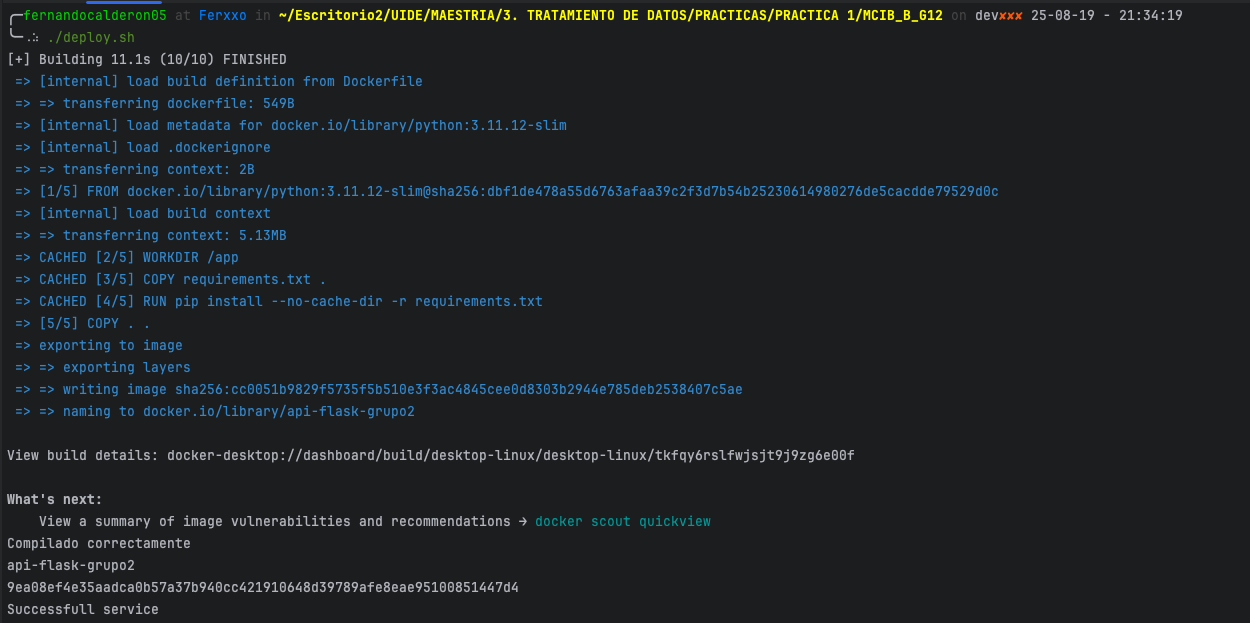 fernandocalderon05 at Ferxxo in ~/Escritorio2/UIDE/MAESTRIA/3. TRATAMIENTO DE DATOS/PRACTICAS/PRACTICA 1/MCIB_B_G12 on dev✘✘✘ 25-08-19 - 21:34:19
./deploy.sh
[+] Building 11.1s (10/10) FINISHED
=> [internal] load build definition from Dockerfile
=> => transferring dockerfile: 549B
=> [internal] load metadata for docker.io/library/python:3.11.12-slim
=> [internal] load .dockerignore
=> => transferring context: 2B
=> [1/5] FROM docker.io/library/python:3.11.12-slim@sha256:dbf1de478a55d6763afaa39c2f3d7b54b25230614980276de5cacdde79529d0c
=> [internal] load build context
=> => transferring context: 5.13MB
=> CACHED [2/5] WORKDIR /app
=> CACHED [3/5] COPY requirements.txt .
=> CACHED [4/5] RUN pip install --no-cache-dir -r requirements.txt
=> [5/5] COPY . .
=> exporting to image
=> => exporting layers
=> => writing image sha256:cc0051b9829f5735f5b510e3f3ac4845cee0d8303b2944e785deb2538407c5ae
=> => naming to docker.io/library/api-flask-grupo2
View build details: docker-desktop://dashboard/build/desktop-linux/desktop-linux/tkfqy6rslfwjsjt9j9zg6e00f
What's next:
View a summary of image vulnerabilities and recommendations → docker scout quickview
Compilado correctamente
api-flask-grupo2
9ea08ef4e35aadca0b57a37b940cc421910648d39789afe8eae95100851447d4
Successfull service